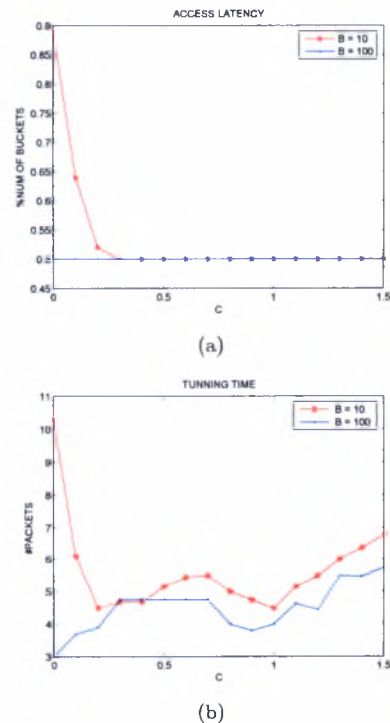 ACCESS LATENCY
0.9
0.85
0.8
0.75
0.7
0.65
0.6
0.55
0.5
0.45
%NUM OF BUCKETS
B = 10
B = 100
0
0.5
1
1.5
C
(a)
TUNNING TIME
11
10
9
8
7
6
5
4
3
#PACKETS
B = 10
B = 100
0
0.5
1
1.5
C
(b)